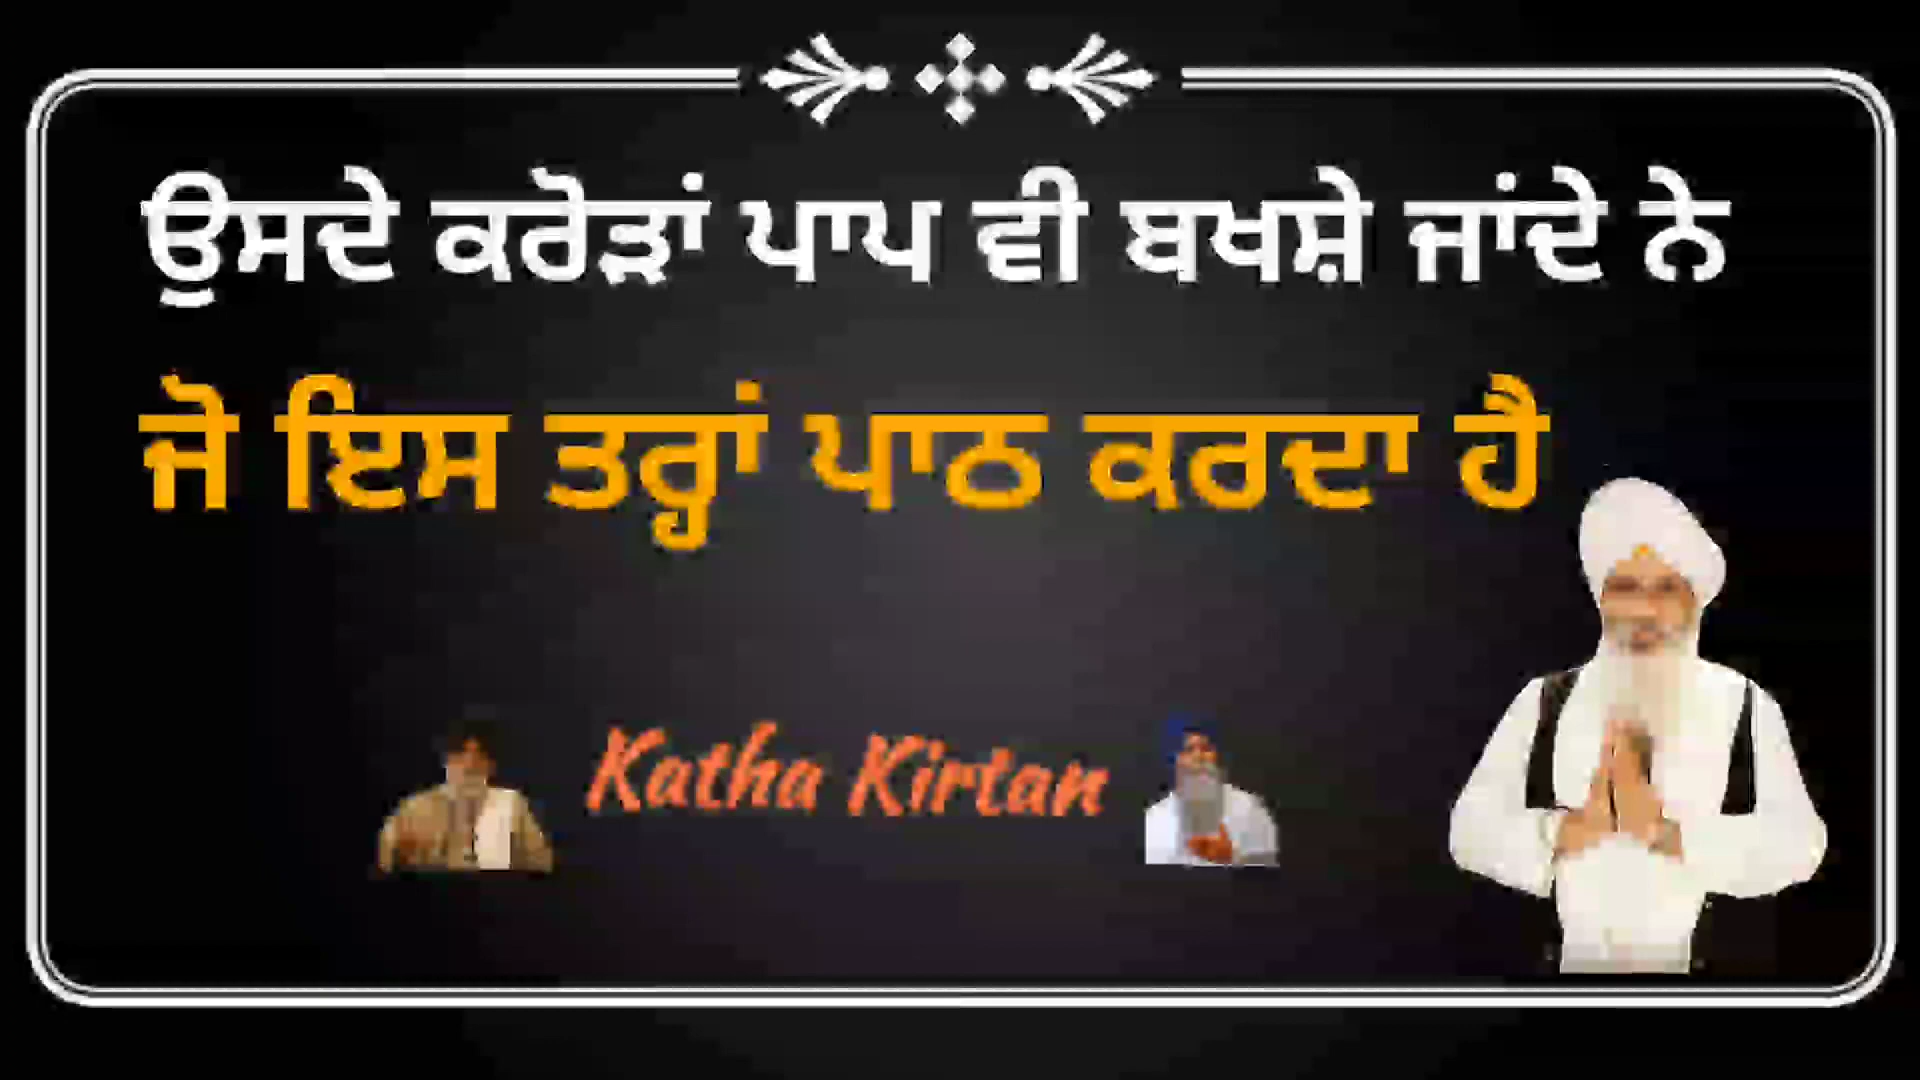 ਉਸਦੇ ਕਰੋੜਾਂ ਪਾਪ ਵੀ ਬਖਸ਼ੇ ਜਾਂਦੇ ਨੇ
ਜੋ ਇਸ ਤਰ੍ਹਾਂ ਪਾਠ ਕਰਦਾ ਹੈ
Katha Kirtan